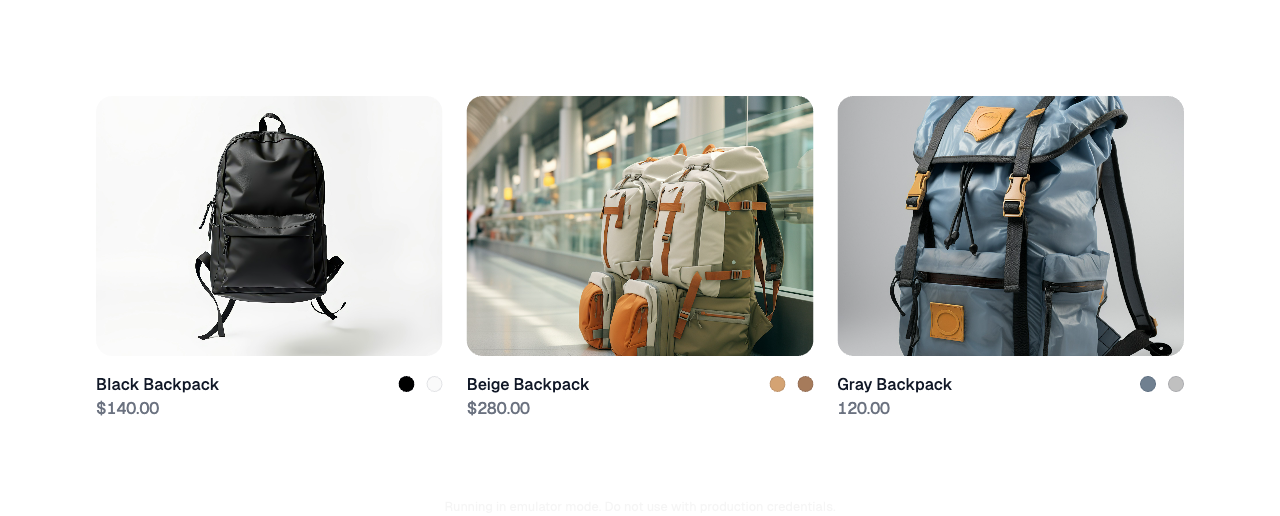 Black Backpack
$140.00
Beige Backpack
$280.00
Gray Backpack
120.00
Running in emulator mode. Do not use with production credentials.